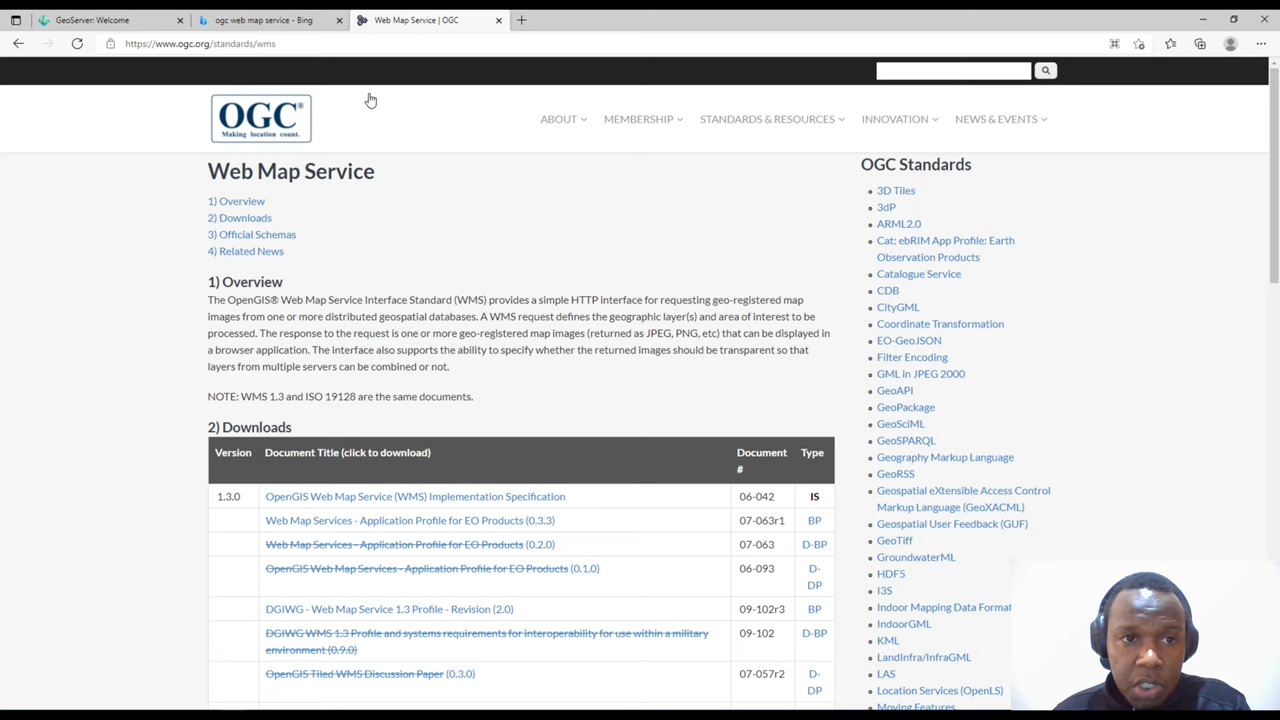 GeoServer: Welcome
ogc web map service - Bing
Web Map Service | OGC
https://www.ogc.org/standards/wms
OGC®
Making location count.
ABOUT
MEMBERSHIP
STANDARDS & RESOURCES
INNOVATION
NEWS & EVENTS
Web Map Service
1) Overview
2) Downloads
3) Official Schemas
4) Related News
1) Overview
The OpenGIS® Web Map Service Interface Standard (WMS) provides a simple HTTP interface for requesting geo-registered map
images from one or more distributed geospatial databases. A WMS request defines the geographic layer(s) and area of interest to be
processed. The response to the request is one or more geo-registered map images (returned as JPEG, PNG, etc) that can be displayed in
a browser application. The interface also supports the ability to specify whether the returned images should be transparent so that
layers from multiple servers can be combined or not.
NOTE: WMS 1.3 and ISO 19128 are the same documents.
2) Downloads
Version Document Title (click to download) Document # Type
1.3.0 OpenGIS Web Map Service (WMS) Implementation Specification 06-042 IS
Web Map Services - Application Profile for EO Products (0.3.3) 07-063r1 BP
Web Map Services - Application Profile for EO Products (0.2.0) 07-063 D-BP
OpenGIS Web Map Services - Application Profile for EO Products (0.1.0) 06-093 D-DP
DGIWG - Web Map Service 1.3 Profile - Revision (2.0) 09-102r3 BP
DGIWG WMS 1.3 Profile and systems requirements for interoperability for use within a military 09-102 D-BP
environment (0.9.0)
OpenGIS Tiled WMS Discussion Paper (0.3.0) 07-057r2 D-DP
OGC Standards
3D Tiles
3dP
ARML2.0
Cat: ebRIM App Profile: Earth
Observation Products
Catalogue Service
CDB
CityGML
Coordinate Transformation
EO-GeoJSON
Filter Encoding
GML in JPEG 2000
GeoAPI
GeoPackage
GeoSciML
GeoSPARQL
Geography Markup Language
GeoRSS
Geospatial eXtensible Access Control
Markup Language (GeoXACML)
Geospatial User Feedback (GUF)
GeoTiff
GroundwaterML
HDF5
I3S
Indoor Mapping Data Format
IndoorGML
KML
LandInfra/InfraGML
LAS
Location Services (OpenLS)
Moving Features